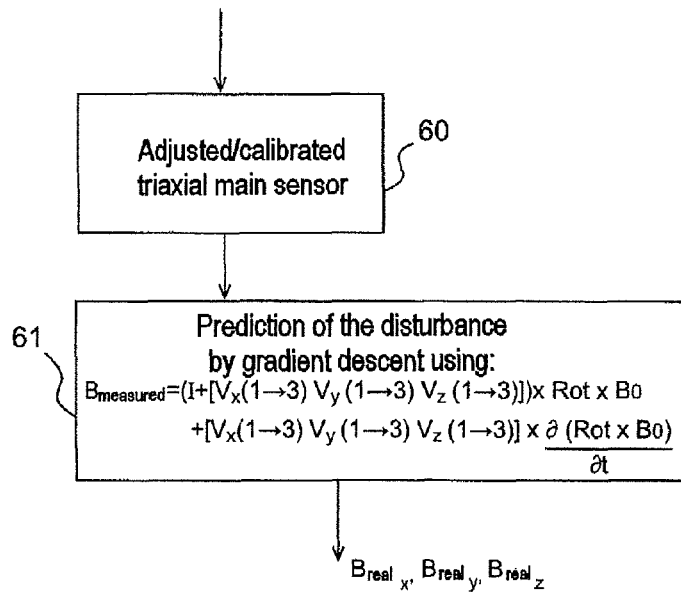 Adjusted/calibrated
triaxial main sensor
60
61
Prediction of the disturbance
by gradient descent using:
Bmeasured=(I+[Vx(1→3) Vy (1→3) Vz (1→3)])x Rot x B0
+[Vx(1→3) Vy (1→3) Vz (1→3)] x ∂ (Rot x B0)
∂t
Breal x, Breal y, Breal z